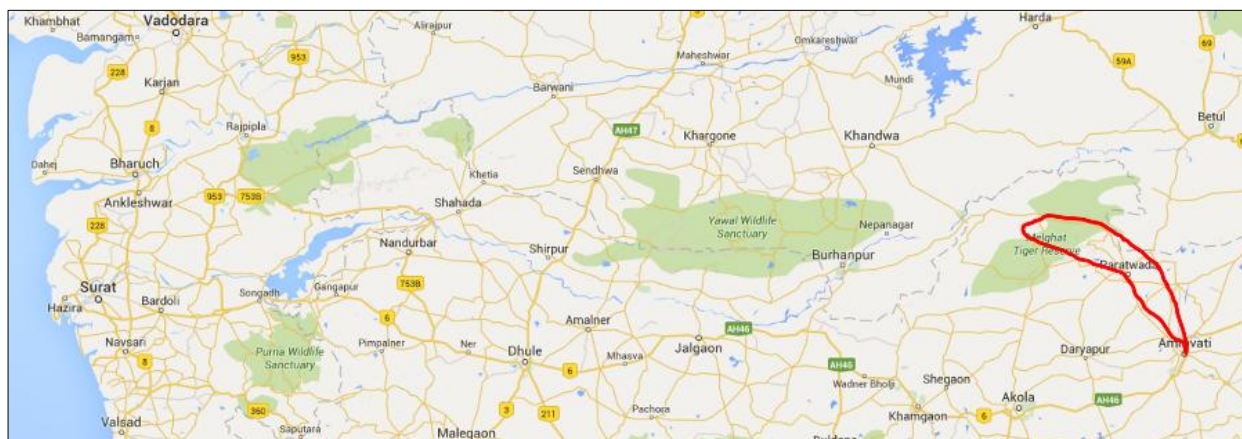 Khambhat
Vadodara
Bamangam
Alirajpur
Harda
69
228
953
Maheshwar
Omkareshwar
59A
Karjan
Barwani
Mundi
8
Betul
Rajpipla
AH47
Khargone
Khandwa
Dahej
Bharuch
Sendhwa
Khetia
Ankleshwar
953
753B
Shahada
Yawal Wildlife
Sanctuary
Nepanagar
228
Melghat
Tiger Reserve
Nandurbar
Shirpur
Burhanpur
Paratwada
Surat
753B
Hazira
Bardoli
Songadh
Gangapur
6
Amalner
AH46
Navsari
Purna Wildlife
Sanctuary
Pimpalner
Ner
Jalgaon
Amravati
8
Dhule
6
Mhasva
AH46
Daryapur
Wadner Bholji
Shegaon
360
3
211
Pachora
Khamgaon
6
Akola
AH46
Valsad
Saputara
Malegaon